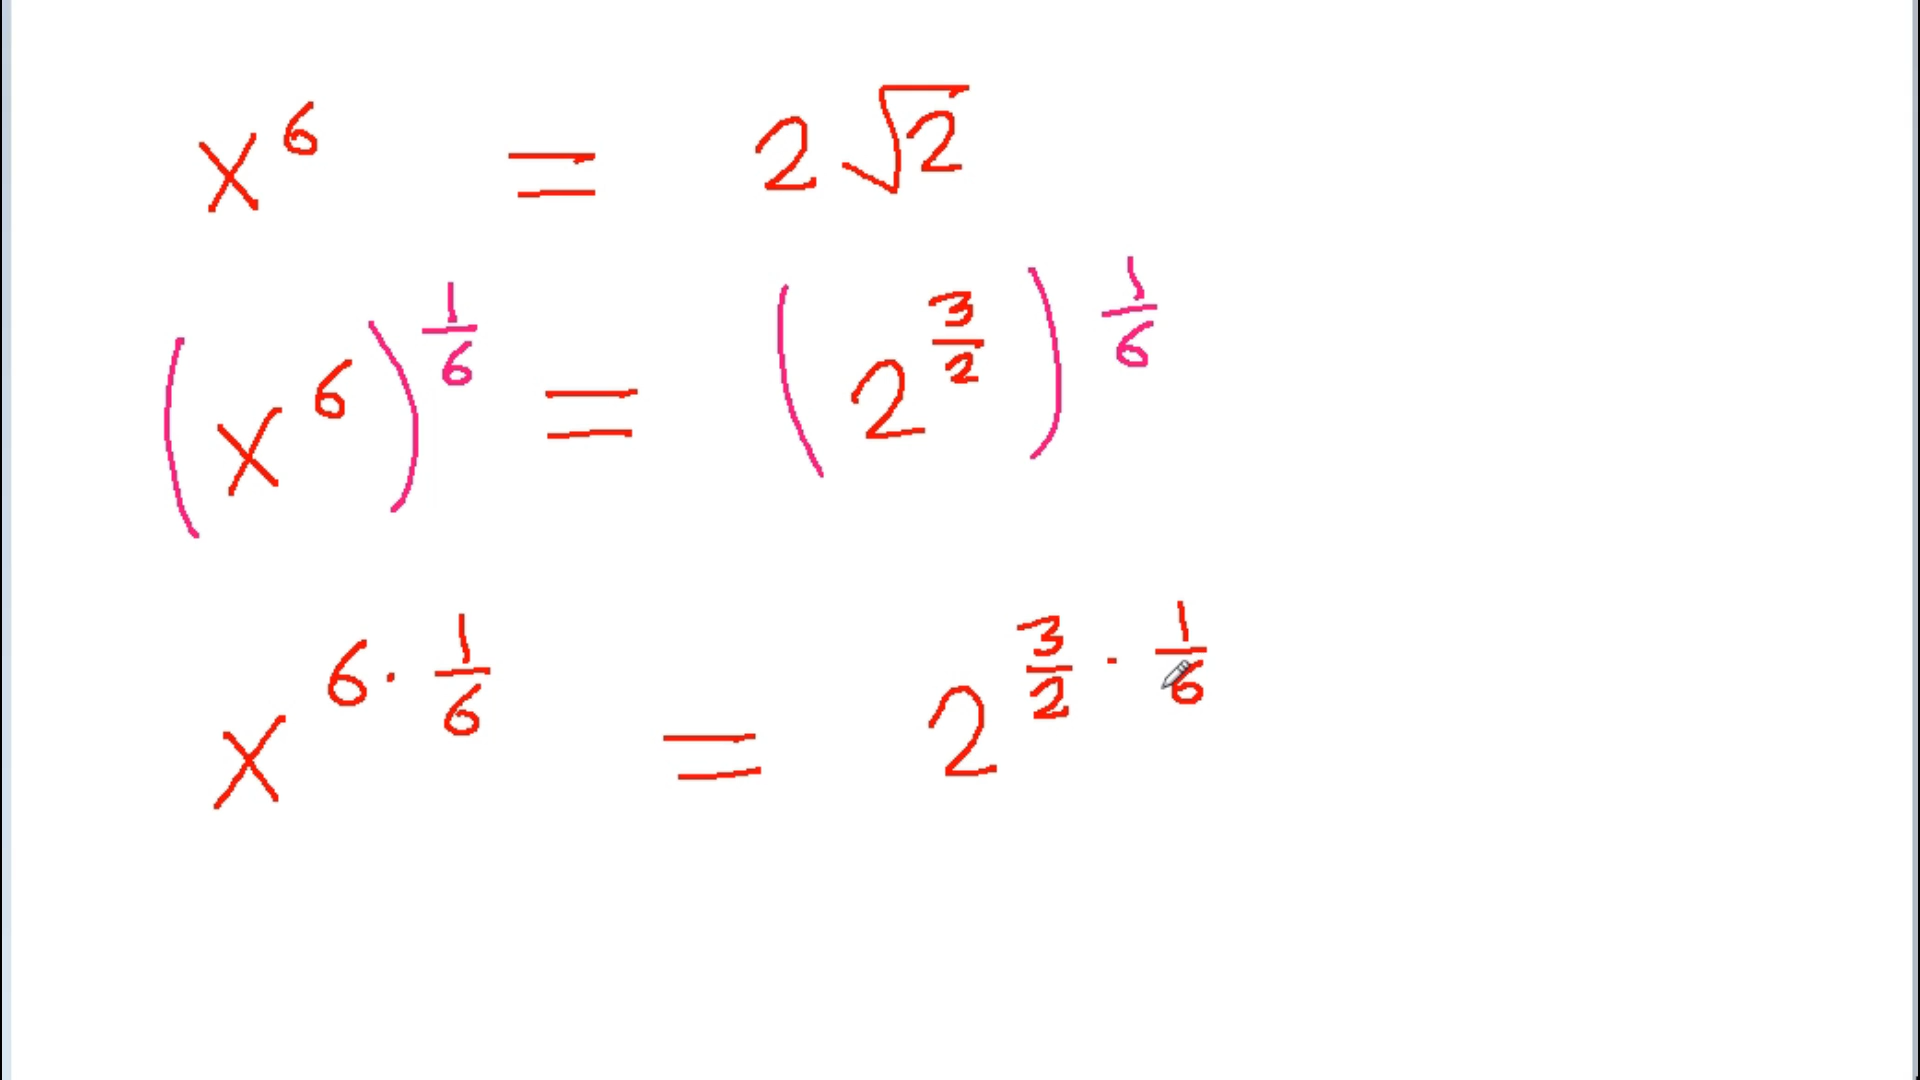 x^6 = 2√2
(x^6)^(1/6) = (2^(3/2))^(1/6)
x^(6·1/6) = 2^(3/2·1/6)